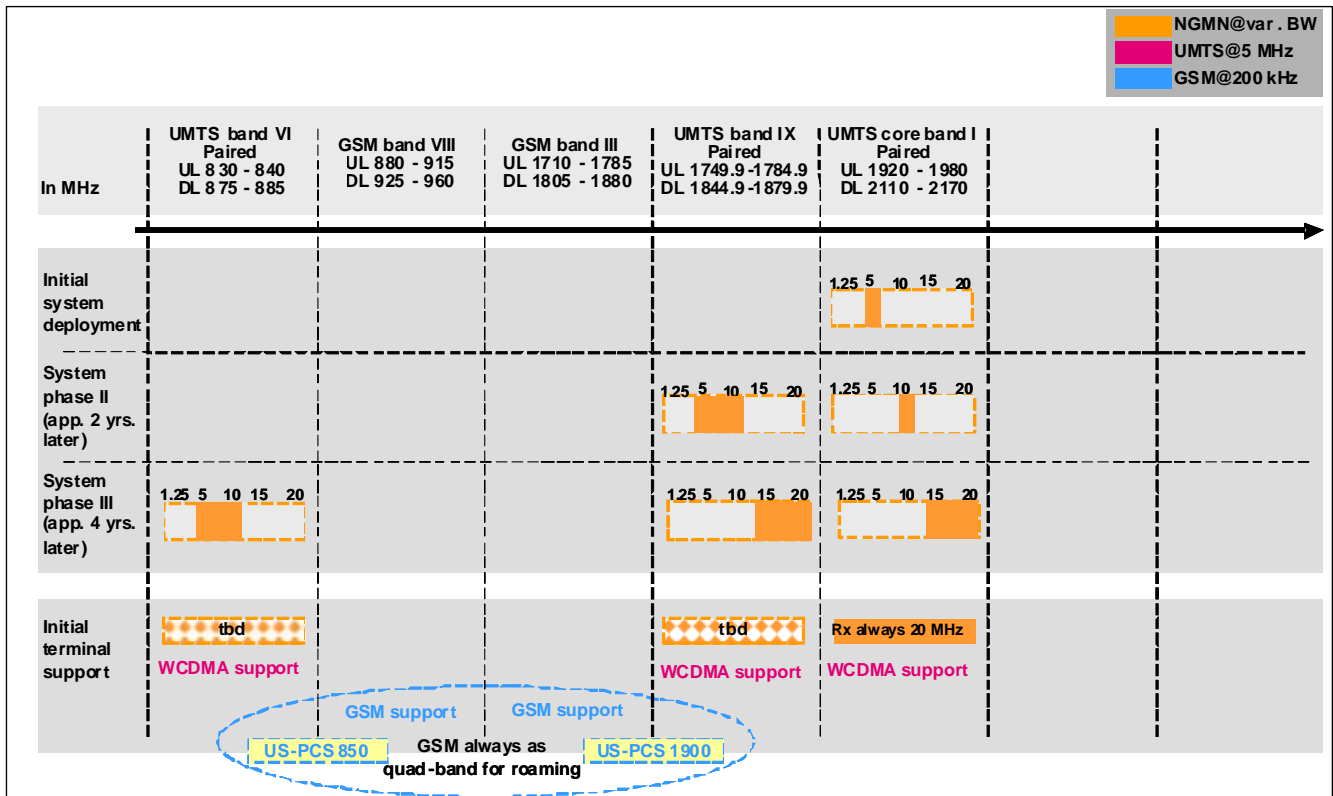 NGMN@var . BW
UMTS@5 MHz
GSM@200 kHz
In MHz
UMTS band VI
Paired
UL 830 - 840
DL 875 - 885
GSM band VIII
UL 880 - 915
DL 925 - 960
GSM band III
UL 1710 - 1785
DL 1805 - 1880
UMTS band IX
Paired
UL 1749.9-1784.9
DL 1844.9-1879.9
UMTS core band I
Paired
UL 1920 - 1980
DL 2110 - 2170
Initial
system
deployment
1.25 5 10 15 20
System
phase II
(app. 2 yrs.
later)
1.25 5 10 15 20
1.25 5 10 15 20
System
phase III
(app. 4 yrs.
later)
1.25 5 10 15 20
1.25 5 10 15 20
1.25 5 10 15 20
Initial
terminal
support
tbd
WCDMA support
tbd
WCDMA support
Rx always 20 MHz
WCDMA support
GSM support
GSM support
US-PCS 850
GSM always as
quad-band for roaming
US-PCS 1900